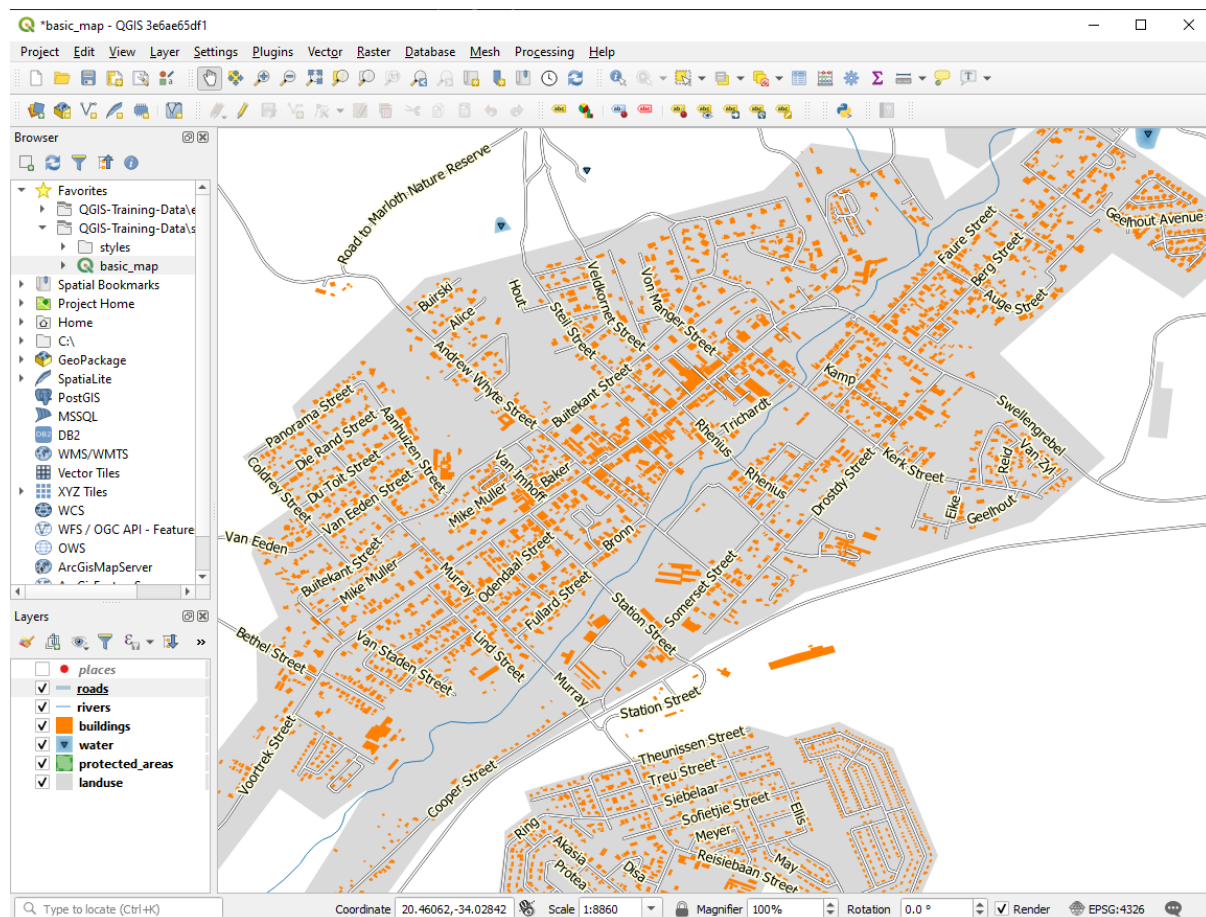 *basic_map - QGIS 3e6ae65df1
Project Edit View Layer Settings Plugins Vector Raster Database Mesh Processing Help
Browser
Favorites
QGIS-Training-Data\e
QGIS-Training-Data\s
styles
basic_map
Spatial Bookmarks
Project Home
Home
C:\
GeoPackage
SpatiaLite
PostGIS
MSSQL
DB2
WMS/WMTS
Vector Tiles
XYZ Tiles
WCS
WFS / OGC API - Feature
OWS
ArcGisMapServer
Layers
places
roads
rivers
buildings
water
protected_areas
landuse
Road to Marloth Nature Reserve
Geelhout Avenue
Faure Street
Berg Street
Auge Street
Buirski
Alice
Hout
Steil Street
Veldkornet Street
Von Manger Street
Andrew Whyte Street
Buitekant Street
Kamp
Swellengrebel
Panorama Street
Die Rand Street
Aanhuizen Street
Coldrey Street
Du Toit Street
Van Eeden Street
Van Imhoff
Baker
Mike Muller
Rhenius
Trichardt
Rhenius
Drostdy Street
Kerk Street
Reid
Van Zyl
Eike
Geelhout
Van Eeden
Buitekant Street
Mike Muller
Murray
Odendaal Street
Bronn
Fullard Street
Station Street
Somerset Street
Bethel Street
Van Staden Street
Lind Street
Murray
Station Street
Voortrek Street
Cooper Street
Theunissen Street
Treu Street
Siebelaar
Sofietjie Street
Ellis
Meyer
Ring
Akasia
Protea
Disa
Reisiebaan Street
May
Type to locate (Ctrl+K)
Coordinate 20.46062,-34.02842 Scale 1:8860 Magnifier 100% Rotation 0.0 ° Render EPSG:4326